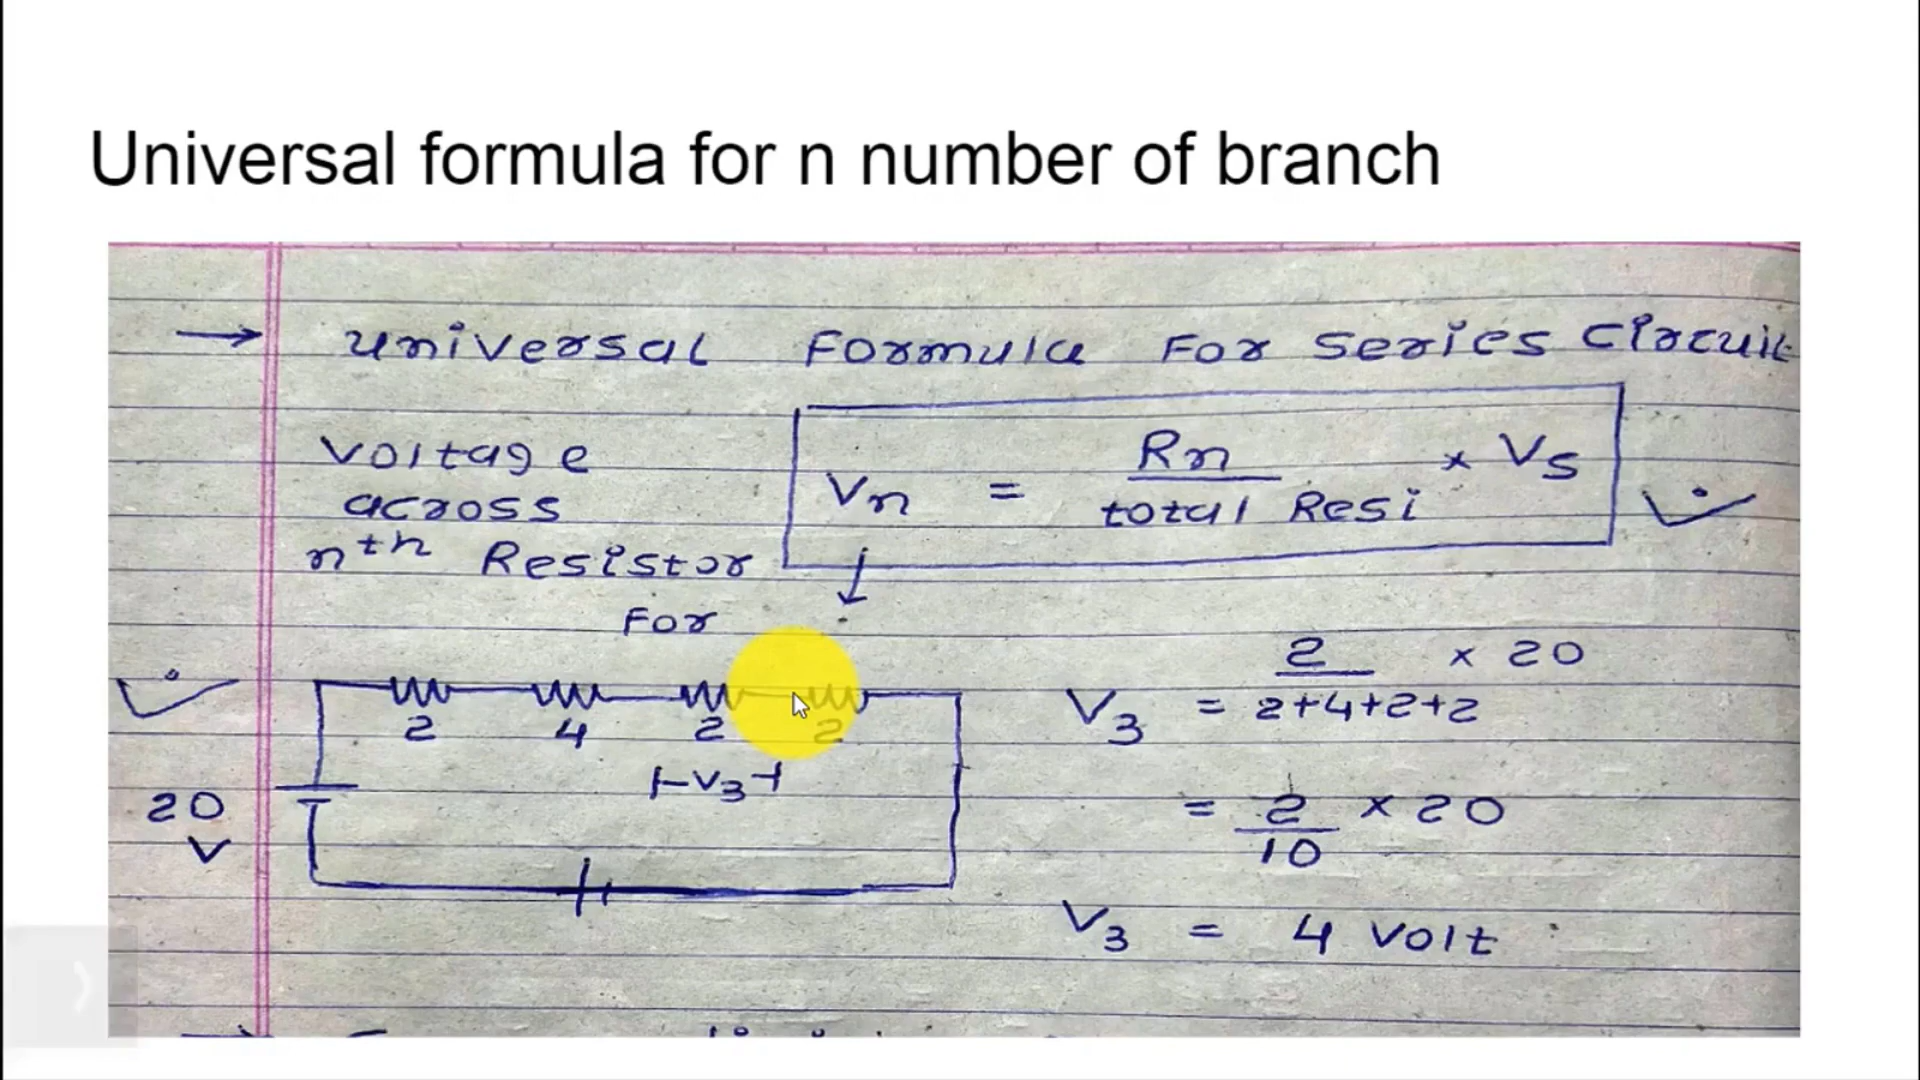 Universal formula for n number of branch
→ Universal Formula For Series Circuit
Voltage across nth Resistor
Vn = Rn / total Resi × Vs
For
2 4 2 2
V3
20 V
V3 = 2 / 2+4+2+2 × 20
= 2 / 10 × 20
V3 = 4 Volt